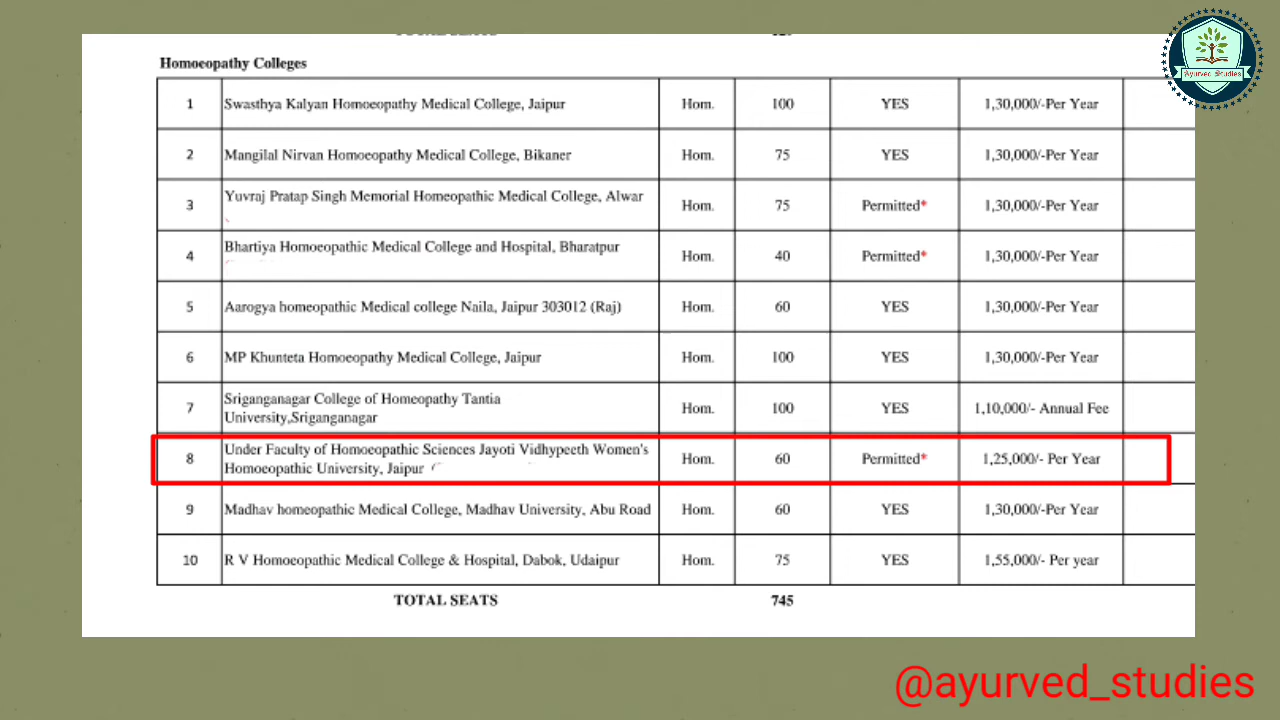 Homoeopathy Colleges
Ayurved Studies
1 Swasthya Kalyan Homoeopathy Medical College, Jaipur Hom. 100 YES 1,30,000/-Per Year
2 Mangilal Nirvan Homoeopathy Medical College, Bikaner Hom. 75 YES 1,30,000/-Per Year
3 Yuvraj Pratap Singh Memorial Homeopathic Medical College, Alwar Hom. 75 Permitted* 1,30,000/-Per Year
4 Bhartiya Homoeopathic Medical College and Hospital, Bharatpur Hom. 40 Permitted* 1,30,000/-Per Year
5 Aarogya homeopathic Medical college Naila, Jaipur 303012 (Raj) Hom. 60 YES 1,30,000/-Per Year
6 MP Khunteta Homoeopathy Medical College, Jaipur Hom. 100 YES 1,30,000/-Per Year
7 Sriganganagar College of Homeopathy Tantia
University,Sriganganagar Hom. 100 YES 1,10,000/- Annual Fee
8 Under Faculty of Homoeopathic Sciences Jayoti Vidhypeeth Women's
Homoeopathic University, Jaipur Hom. 60 Permitted* 1,25,000/- Per Year
9 Madhav homeopathic Medical College, Madhav University, Abu Road Hom. 60 YES 1,30,000/-Per Year
10 R V Homoeopathic Medical College & Hospital, Dabok, Udaipur Hom. 75 YES 1,55,000/- Per year
TOTAL SEATS 745
@ayurved_studies